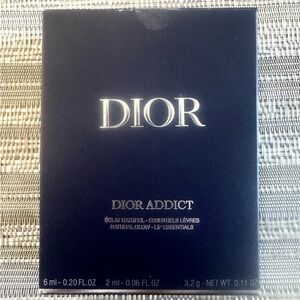 DIOR
DIOR ADDICT
ÉCLAT NATUREL - ESSENTIELS LÈVRES
NATURAL GLOW - LIP ESSENTIALS
6 ml - 0.20 FL.OZ 2 ml - 0.06 FL.OZ 3,2 g - NET WT. 0.11 OZ